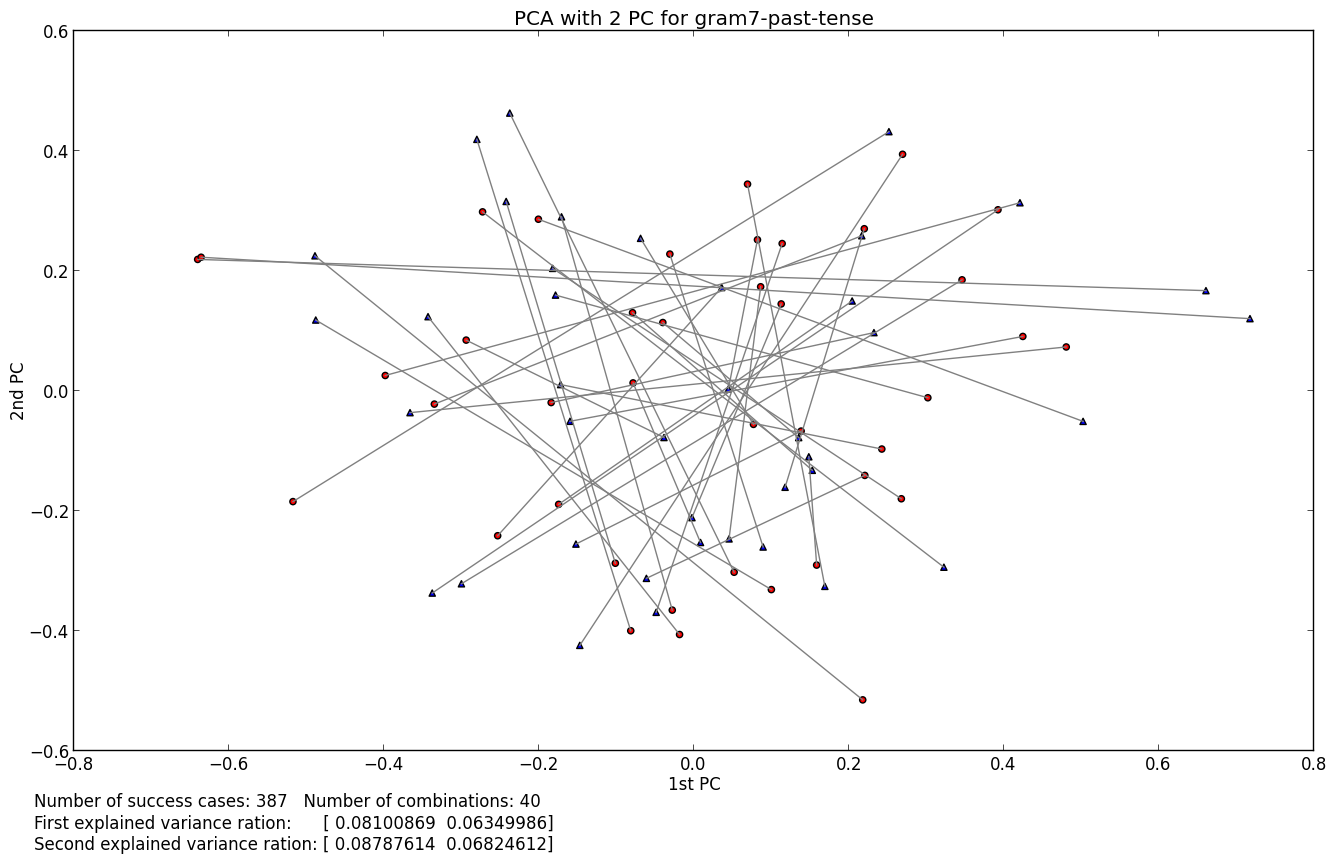 PCA with 2 PC for gram7-past-tense
0.6
0.4
0.2
0.0
−0.2
−0.4
−0.6
2nd PC
−0.8 −0.6 −0.4 −0.2 0.0 0.2 0.4 0.6 0.8
1st PC
Number of success cases: 387 Number of combinations: 40
First explained variance ration: [ 0.08100869 0.06349986]
Second explained variance ration: [ 0.08787614 0.06824612]